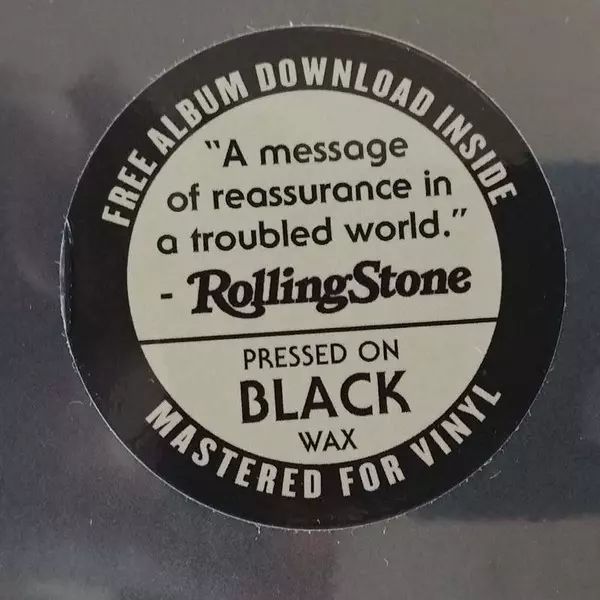 FREE ALBUM DOWNLOAD INSIDE
"A message
of reassurance in
a troubled world."
- RollingStone
PRESSED ON
BLACK
WAX
MASTERED FOR VINYL